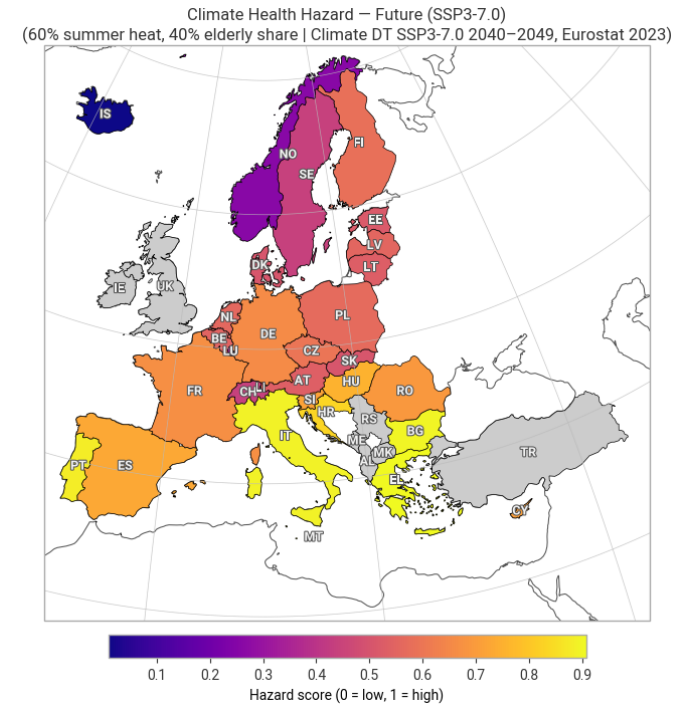 Climate Health Hazard — Future (SSP3-7.0)
(60% summer heat, 40% elderly share | Climate DT SSP3-7.0 2040–2049, Eurostat 2023)
IS
FI
NO
SE
EE
LV
DK
LT
IE
UK
NL
PL
DE
BE
LU
CZ
SK
FR
CH
LI
AT
HU
RO
SI
HR
RS
IT
BG
ME
MK
TR
PT
ES
AL
EL
CY
MT
0.1 0.2 0.3 0.4 0.5 0.6 0.7 0.8 0.9
Hazard score (0 = low, 1 = high)